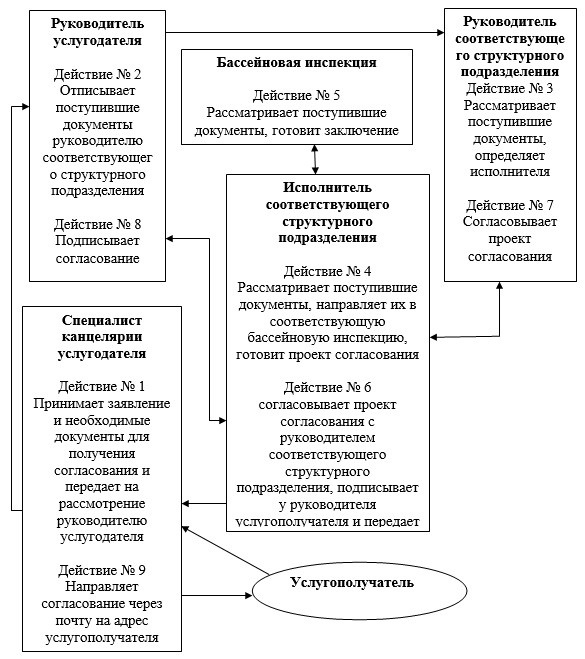 Руководитель
услугодателя
Действие № 2
Отписывает
поступившие
документы
руководителю
соответствующег
о структурного
подразделения
Действие № 8
Подписывает
согласование
Бассейновая инспекция
Действие № 5
Рассматривает поступившие
документы, готовит заключение
Руководитель
соответствующе
го структурного
подразделения
Действие № 3
Рассматривает
поступившие
документы,
определяет
исполнителя
Действие № 7
Согласовывает
проект
согласования
Исполнитель
соответствующего
структурного
подразделения
Действие № 4
Рассматривает поступившие
документы, направляет их в
соответствующую
бассейновую инспекцию,
готовит проект согласования
Действие № 6
согласовывает проект
согласования с
руководителем
соответствующего
структурного
подразделения, подписывает
у руководителя
услугополучателя и передает
Специалист
канцелярии
услугодателя
Действие № 1
Принимает заявление
и необходимые
документы для
получения
согласования и
передает на
рассмотрение
руководителю
услугодателя
Действие № 9
Направляет
согласование через
почту на адрес
услугополучателя
Услугополучатель